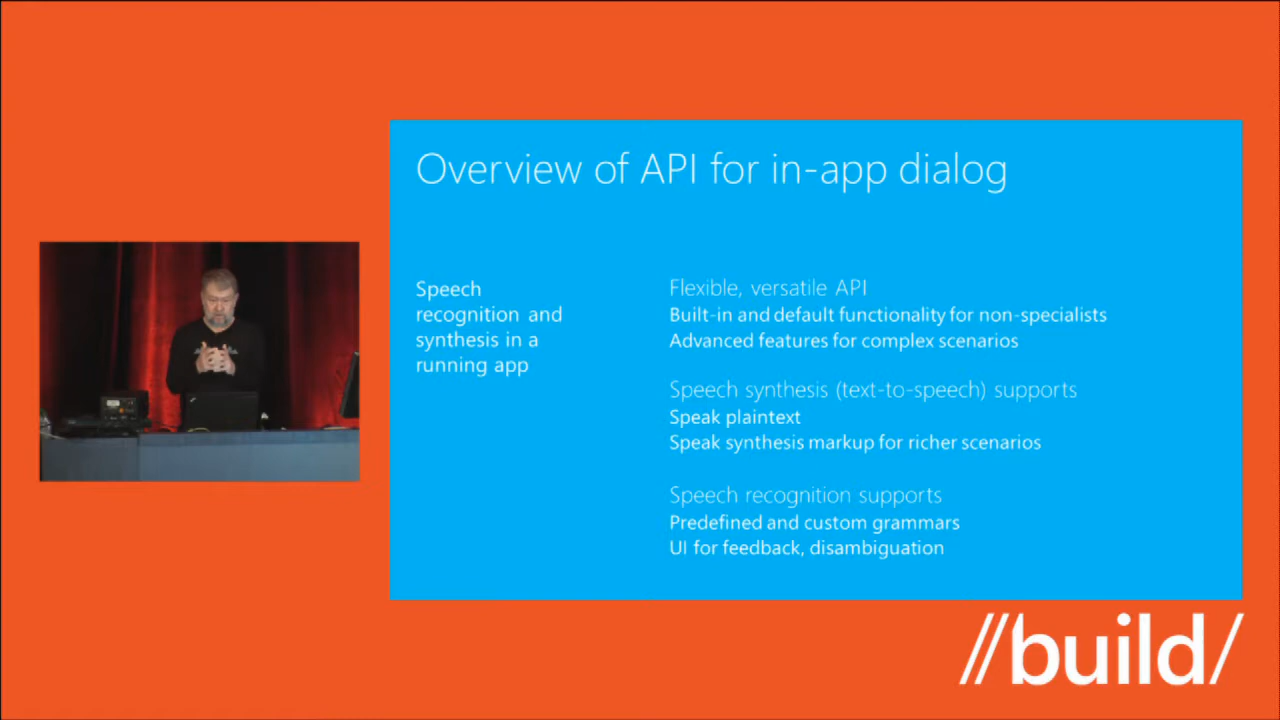 Overview of API for in-app dialog
Speech
recognition and
synthesis in a
running app
Flexible, versatile API
Built-in and default functionality for non-specialists
Advanced features for complex scenarios
Speech synthesis (text-to-speech) supports
Speak plaintext
Speak synthesis markup for richer scenarios
Speech recognition supports
Predefined and custom grammars
UI for feedback, disambiguation
//build/